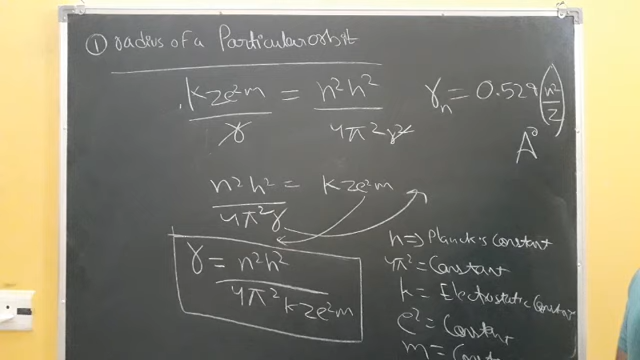 ① radius of a Particular orbit
kze²m / r = n²h² / 4π²r²
n²h² / 4π²r = kze²m
r = n²h² / 4π²kze²m
rₙ = 0.529 (n²/Z) A°
h => Planck's Constant
4π² = Constant
k = Electrostatic Constant
e² = Constant
m = Const